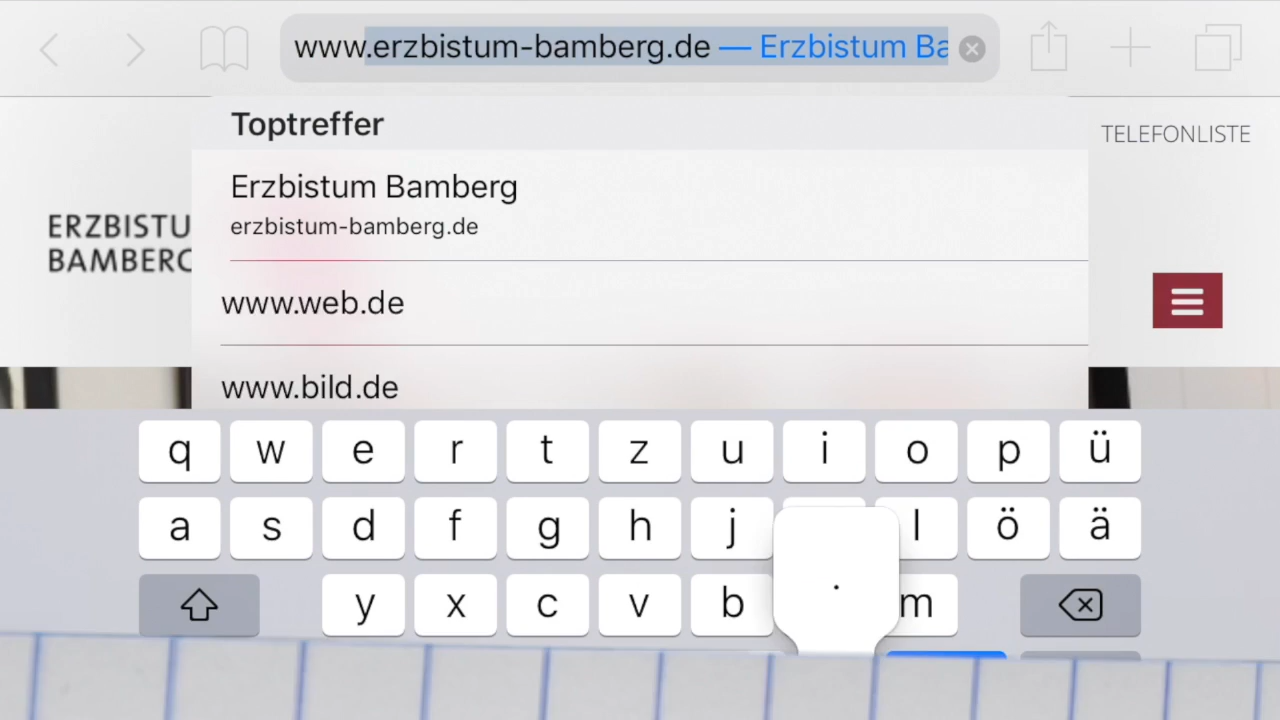 www.erzbistum-bamberg.de — Erzbistum Ba
Toptreffer
TELEFONLISTE
Erzbistum Bamberg
erzbistum-bamberg.de
ERZBISTU
BAMBERG
www.web.de
www.bild.de
q w e r t z u i o p ü
a s d f g h j l ö ä
y x c v b . m